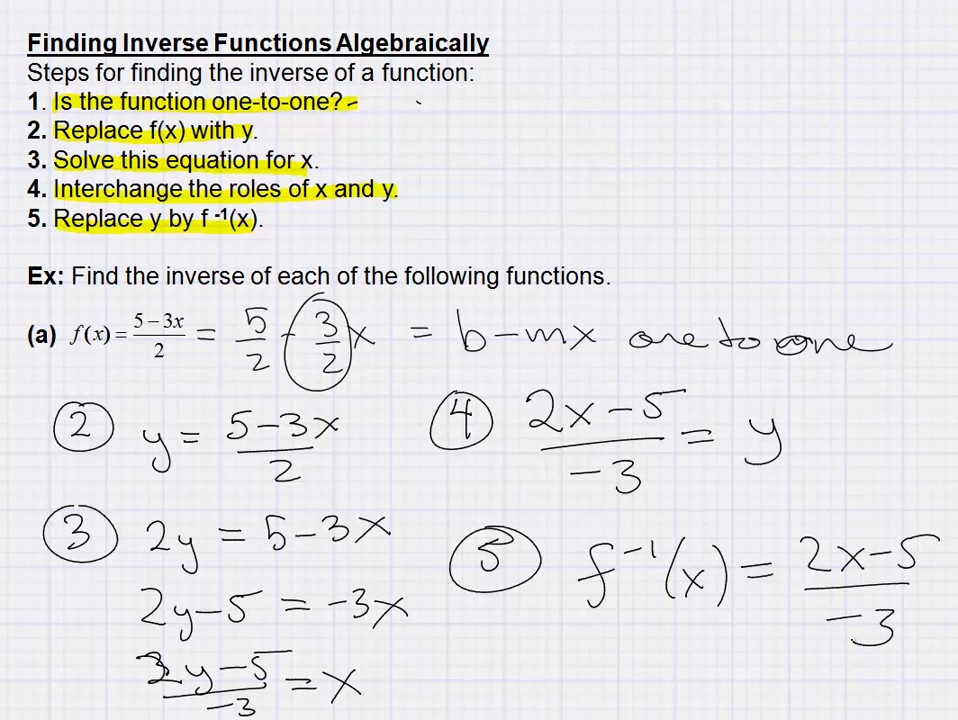 Finding Inverse Functions Algebraically
Steps for finding the inverse of a function:
1. Is the function one-to-one?
2. Replace f(x) with y.
3. Solve this equation for x.
4. Interchange the roles of x and y.
5. Replace y by f⁻¹(x).
Ex: Find the inverse of each of the following functions.
(a) f(x) = (5 − 3x)/2 = 5/2 − 3/2 x = b − mx one to one
② y = (5 − 3x)/2
③ 2y = 5 − 3x
2y − 5 = −3x
(2y − 5)/−3 = x
④ (2x − 5)/−3 = y
⑤ f⁻¹(x) = (2x − 5)/−3